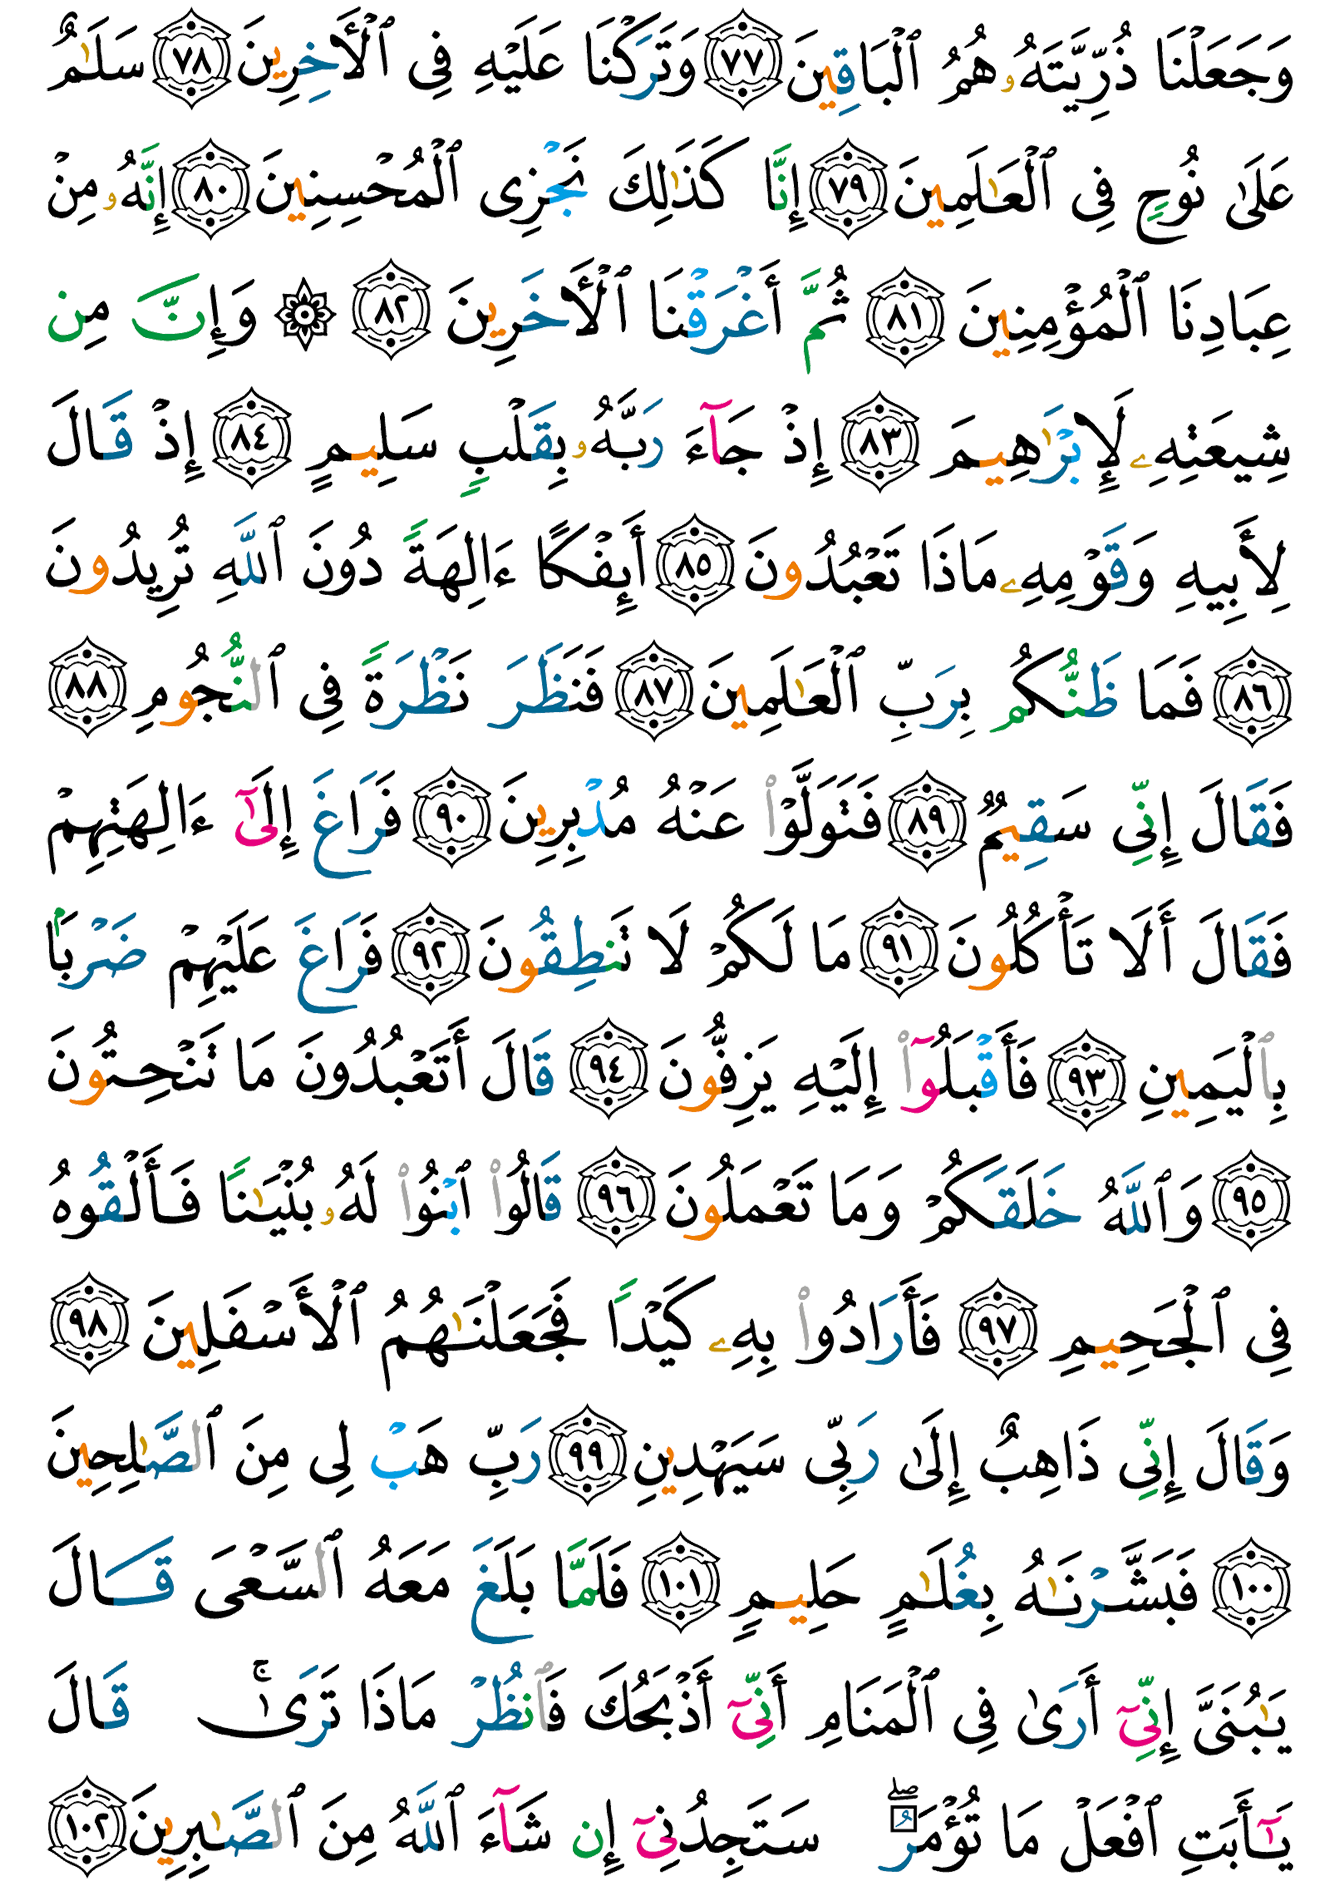 وَجَعَلْنَا ذُرِّيَّتَهُۥ هُمُ ٱلْبَاقِينَ ٧٧ وَتَرَكْنَا عَلَيْهِ فِى ٱلْأَخِرِينَ ٧٨ سَلَـٰمٌ
عَلَىٰ نُوحٍ فِى ٱلْعَـٰلَمِينَ ٧٩ إِنَّا كَذَٰلِكَ نَجْزِى ٱلْمُحْسِنِينَ ٨٠ إِنَّهُۥ مِنْ
عِبَادِنَا ٱلْمُؤْمِنِينَ ٨١ ثُمَّ أَغْرَقْنَا ٱلْأَخَرِينَ ٨٢ ۞ وَإِنَّ مِن
شِيعَتِهِۦ لَإِبْرَٰهِيمَ ٨٣ إِذْ جَآءَ رَبَّهُۥ بِقَلْبٍ سَلِيمٍ ٨٤ إِذْ قَالَ
لِأَبِيهِ وَقَوْمِهِۦ مَاذَا تَعْبُدُونَ ٨٥ أَئِفْكًا ءَالِهَةً دُونَ ٱللَّهِ تُرِيدُونَ
٨٦ فَمَا ظَنُّكُم بِرَبِّ ٱلْعَـٰلَمِينَ ٨٧ فَنَظَرَ نَظْرَةً فِى ٱلنُّجُومِ ٨٨
فَقَالَ إِنِّى سَقِيمٌ ٨٩ فَتَوَلَّوْا۟ عَنْهُ مُدْبِرِينَ ٩٠ فَرَاغَ إِلَىٰٓ ءَالِهَتِهِمْ
فَقَالَ أَلَا تَأْكُلُونَ ٩١ مَا لَكُمْ لَا تَنطِقُونَ ٩٢ فَرَاغَ عَلَيْهِمْ ضَرْبَۢا
بِٱلْيَمِينِ ٩٣ فَأَقْبَلُوٓا۟ إِلَيْهِ يَزِفُّونَ ٩٤ قَالَ أَتَعْبُدُونَ مَا تَنْحِتُونَ
٩٥ وَٱللَّهُ خَلَقَكُمْ وَمَا تَعْمَلُونَ ٩٦ قَالُوا۟ ٱبْنُوا۟ لَهُۥ بُنْيَـٰنًا فَأَلْقُوهُ
فِى ٱلْجَحِيمِ ٩٧ فَأَرَادُوا۟ بِهِۦ كَيْدًا فَجَعَلْنَـٰهُمُ ٱلْأَسْفَلِينَ ٩٨
وَقَالَ إِنِّى ذَاهِبٌ إِلَىٰ رَبِّى سَيَهْدِينِ ٩٩ رَبِّ هَبْ لِى مِنَ ٱلصَّـٰلِحِينَ
١٠٠ فَبَشَّرْنَـٰهُ بِغُلَـٰمٍ حَلِيمٍ ١٠١ فَلَمَّا بَلَغَ مَعَهُ ٱلسَّعْىَ قَالَ
يَـٰبُنَىَّ إِنِّىٓ أَرَىٰ فِى ٱلْمَنَامِ أَنِّىٓ أَذْبَحُكَ فَٱنظُرْ مَاذَا تَرَىٰ ۚ قَالَ
يَـٰٓأَبَتِ ٱفْعَلْ مَا تُؤْمَرُ ۖ سَتَجِدُنِىٓ إِن شَآءَ ٱللَّهُ مِنَ ٱلصَّـٰبِرِينَ ١٠٢